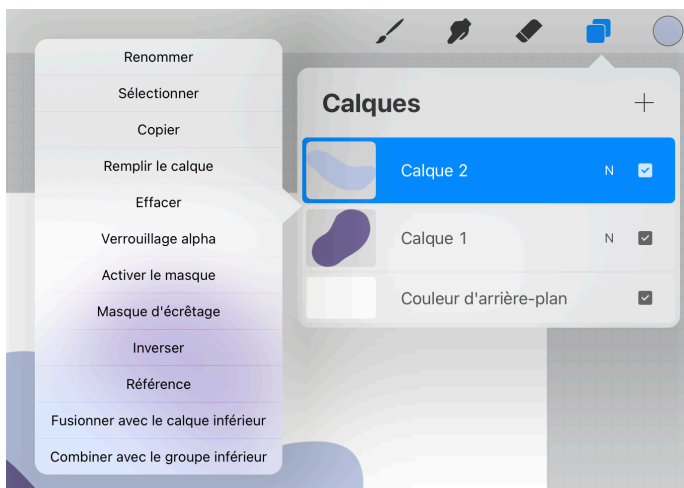 Renommer
Sélectionner
Copier
Remplir le calque
Effacer
Verrouillage alpha
Activer le masque
Masque d'écrêtage
Inverser
Référence
Fusionner avec le calque inférieur
Combiner avec le groupe inférieur
Calques
Calque 2 N
Calque 1 N
Couleur d'arrière-plan